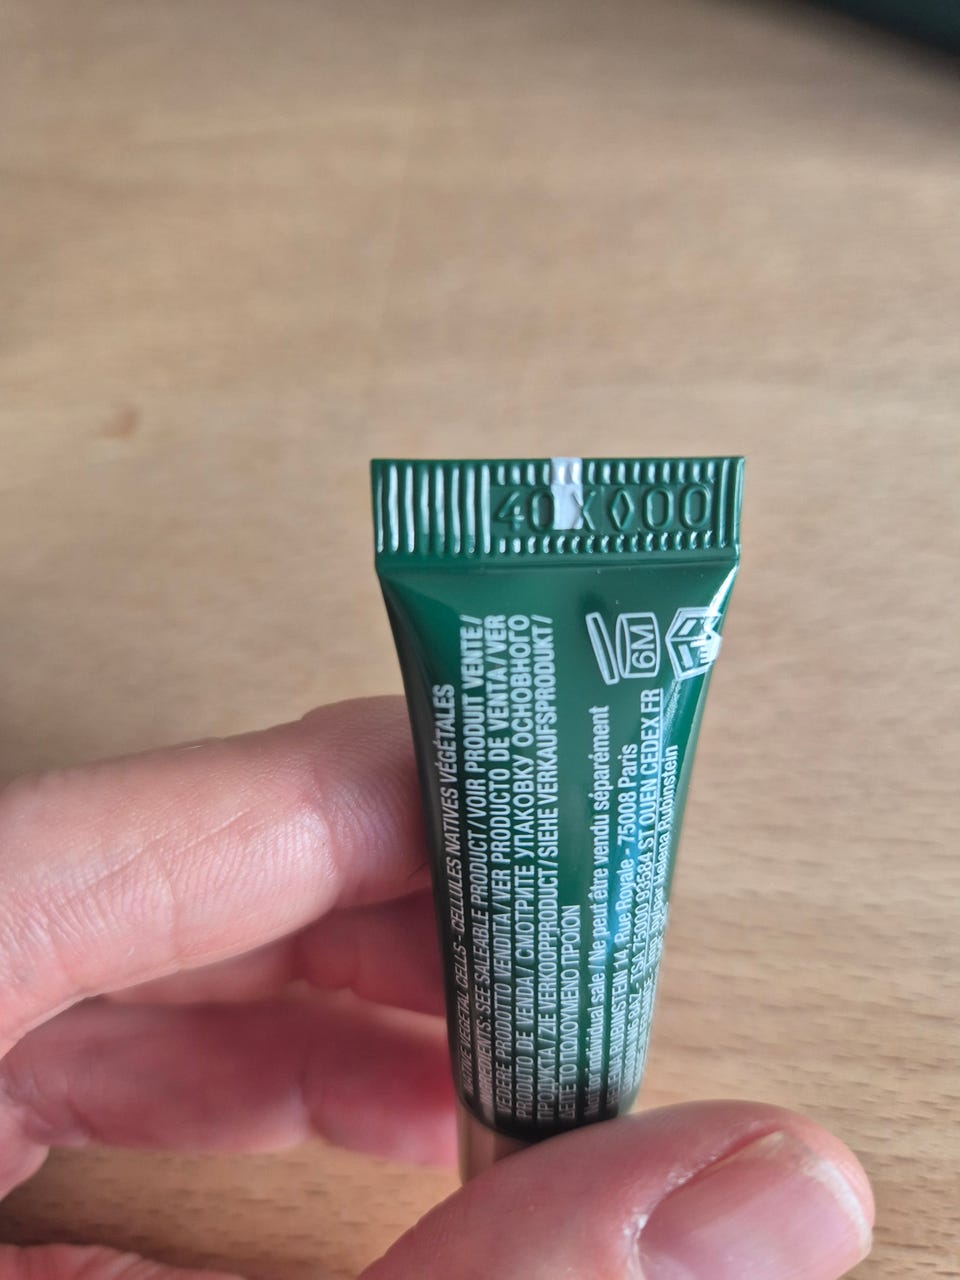 40X000
NATIVE VEGETAL CELLS - CELLULES NATIVES VÉGÉTALES
INGREDIENTS: SEE SALEABLE PRODUCT / VOIR PRODUIT VENTE /
VEDERE PRODOTTO VENDITA / VER PRODUCTO DE VENTA / VER
PRODUTO DE VENDA / СМОТРИТЕ УПАКОВКУ ОСНОВНОГО
ПРОДУКТА / ZIE VERKOOPPRODUCT / SIEHE VERKAUFSPRODUKT /
ΔΕΙΤΕ ΤΟ ΠΩΛΟΥΜΕΝΟ ΠΡΟΙΟΝ
Not for individual sale / Ne peut être vendu séparément
HELENA RUBINSTEIN 14, Rue Royale - 75008 Paris
TSA 75000 93584 ST OUEN CEDEX FR
Helena Rubinstein
6M